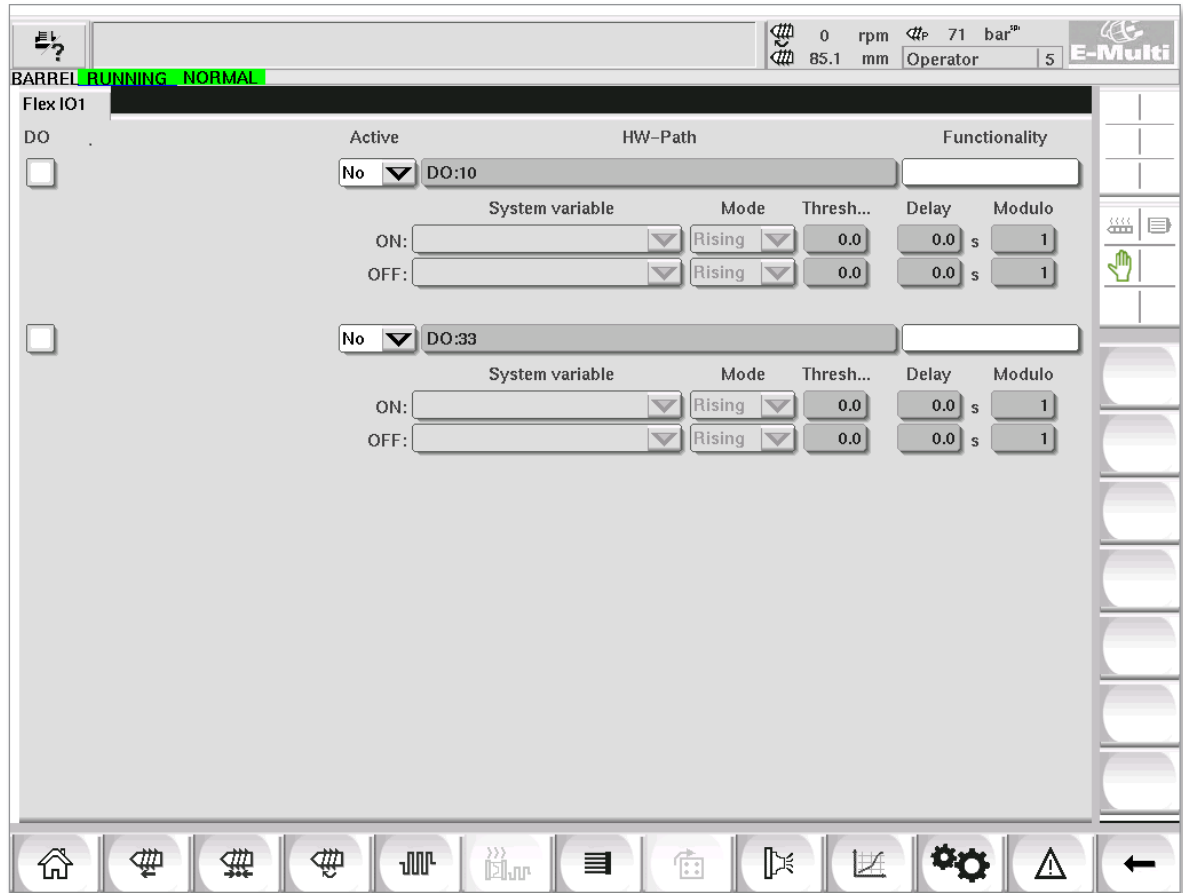 ?
0 rpm P 71 bar spe
85.1 mm Operator 5 E-Multi
BARREL RUNNING NORMAL
Flex IO1
DO . Active HW-Path Functionality
No DO:10
System variable Mode Thresh... Delay Modulo
ON: Rising 0.0 0.0 s 1
OFF: Rising 0.0 0.0 s 1
No DO:33
System variable Mode Thresh... Delay Modulo
ON: Rising 0.0 0.0 s 1
OFF: Rising 0.0 0.0 s 1